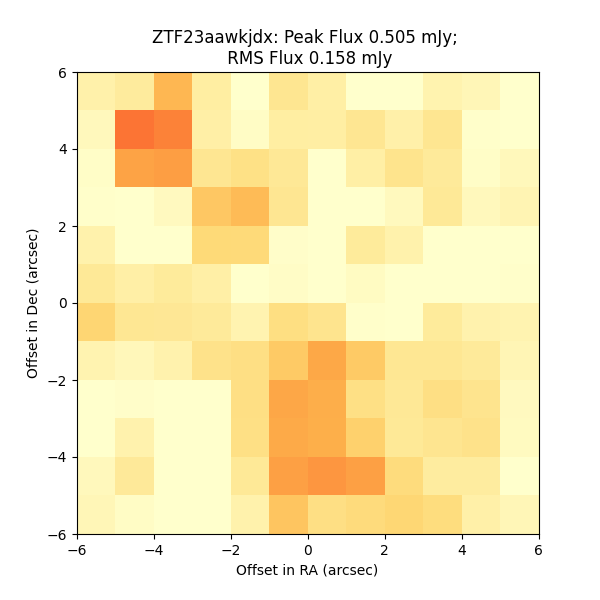 ZTF23aawkjdx: Peak Flux 0.505 mJy;
RMS Flux 0.158 mJy
6
4
2
0
−2
−4
−6
Offset in Dec (arcsec)
−6 −4 −2 0 2 4 6
Offset in RA (arcsec)